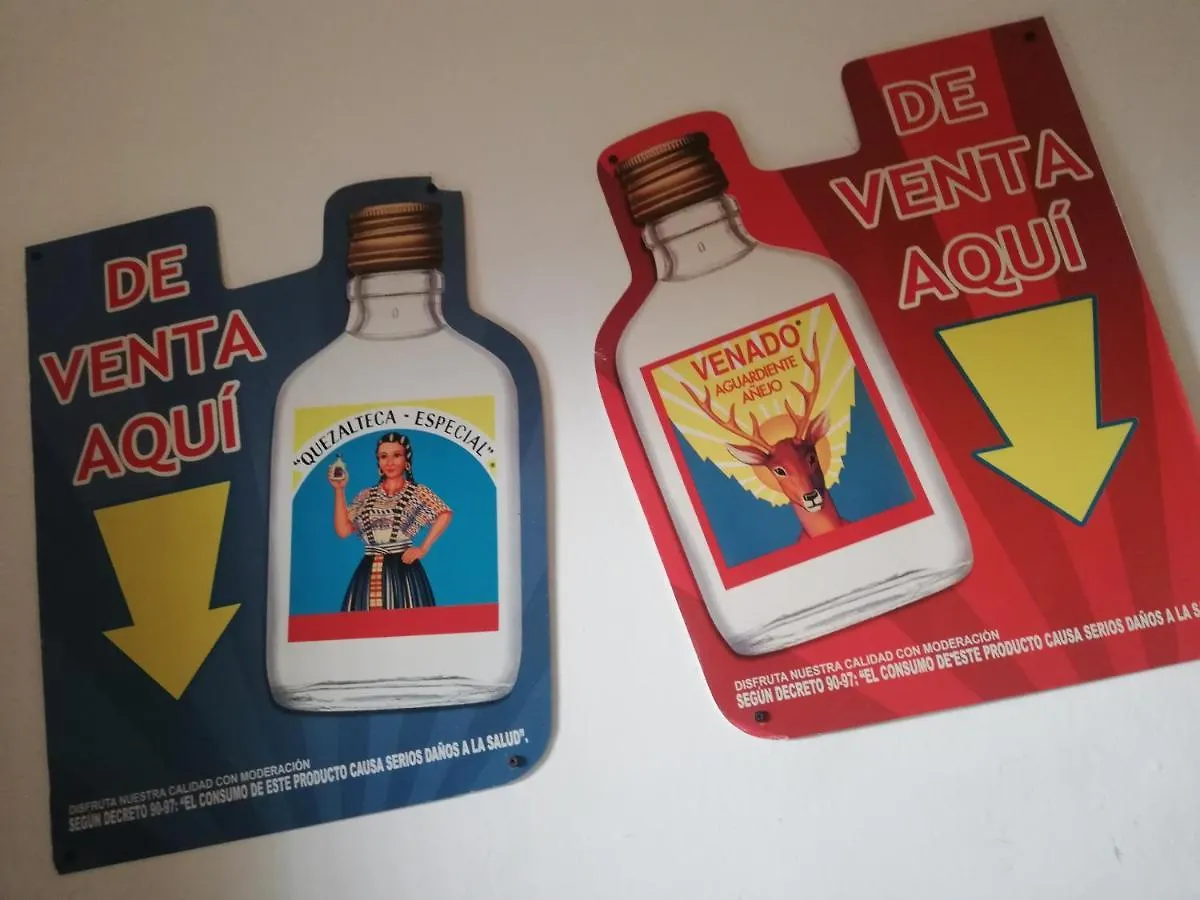 DE
VENTA
AQUÍ
"QUEZALTECA - ESPECIAL"
DISFRUTA NUESTRA CALIDAD CON MODERACIÓN
SEGÚN DECRETO 90-97: "EL CONSUMO DE ESTE PRODUCTO CAUSA SERIOS DAÑOS A LA SALUD".
DE
VENTA
AQUÍ
VENADO
AGUARDIENTE
AÑEJO
DISFRUTA NUESTRA CALIDAD CON MODERACIÓN
SEGÚN DECRETO 90-97: "EL CONSUMO DE ESTE PRODUCTO CAUSA SERIOS DAÑOS A LA S